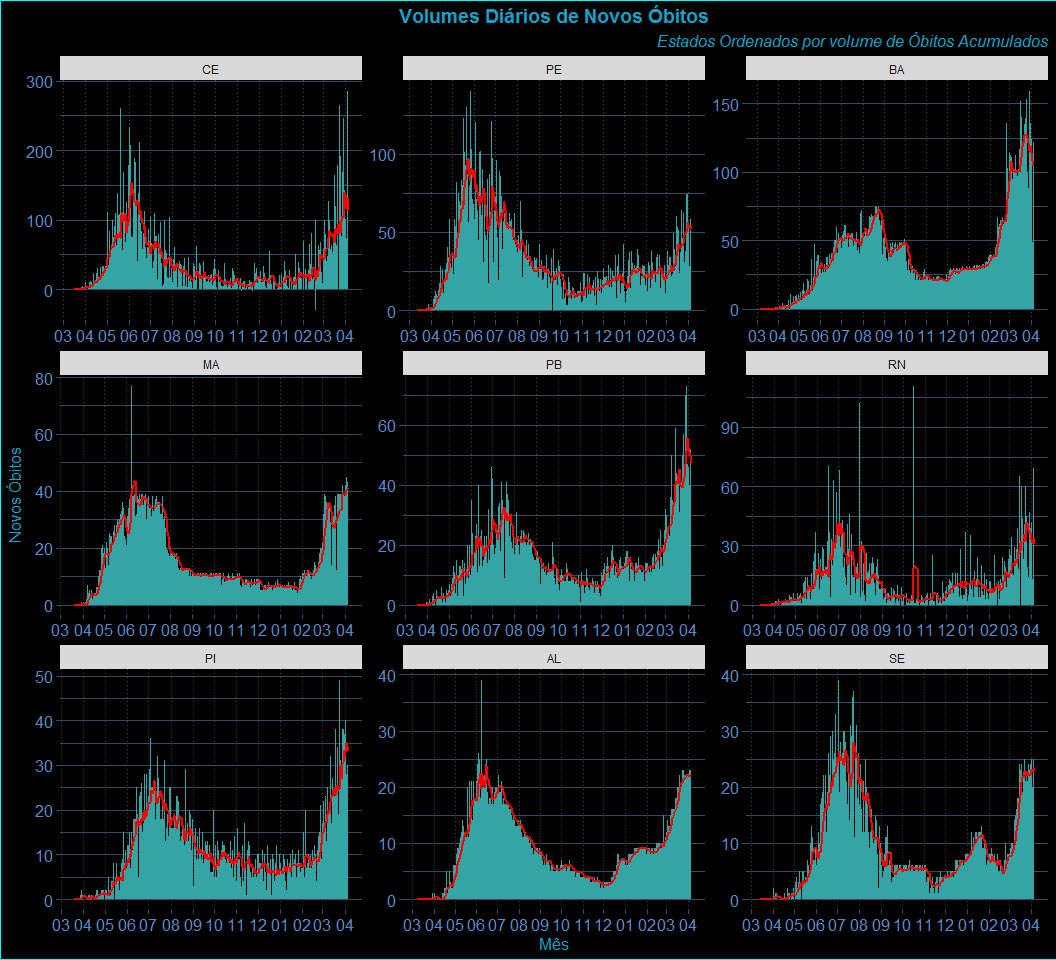 Volumes Diários de Novos Óbitos
Estados Ordenados por volume de Óbitos Acumulados
CE
PE
BA
300
200
100
0
100
50
0
150
100
50
0
03 04 05 06 07 08 09 10 11 12 01 02 03 04
03 04 05 06 07 08 09 10 11 12 01 02 03 04
03 04 05 06 07 08 09 10 11 12 01 02 03 04
MA
PB
RN
80
60
40
20
0
60
40
20
0
90
60
30
0
03 04 05 06 07 08 09 10 11 12 01 02 03 04
03 04 05 06 07 08 09 10 11 12 01 02 03 04
03 04 05 06 07 08 09 10 11 12 01 02 03 04
PI
AL
SE
50
40
30
20
10
0
40
30
20
10
0
40
30
20
10
0
03 04 05 06 07 08 09 10 11 12 01 02 03 04
03 04 05 06 07 08 09 10 11 12 01 02 03 04
03 04 05 06 07 08 09 10 11 12 01 02 03 04
Novos Óbitos
Mês